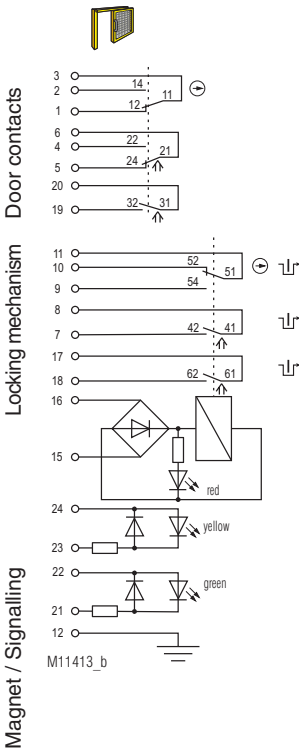 Door contacts
3
2 14
11
1 12
6
4 22
21
5 24
20
19 32 31
Locking mechanism
11
10 52
51
9 54
8
7 42 41
17
18 62 61
Magnet / Signalling
16
15
red
24
yellow
23
22
green
21
12
M11413_b